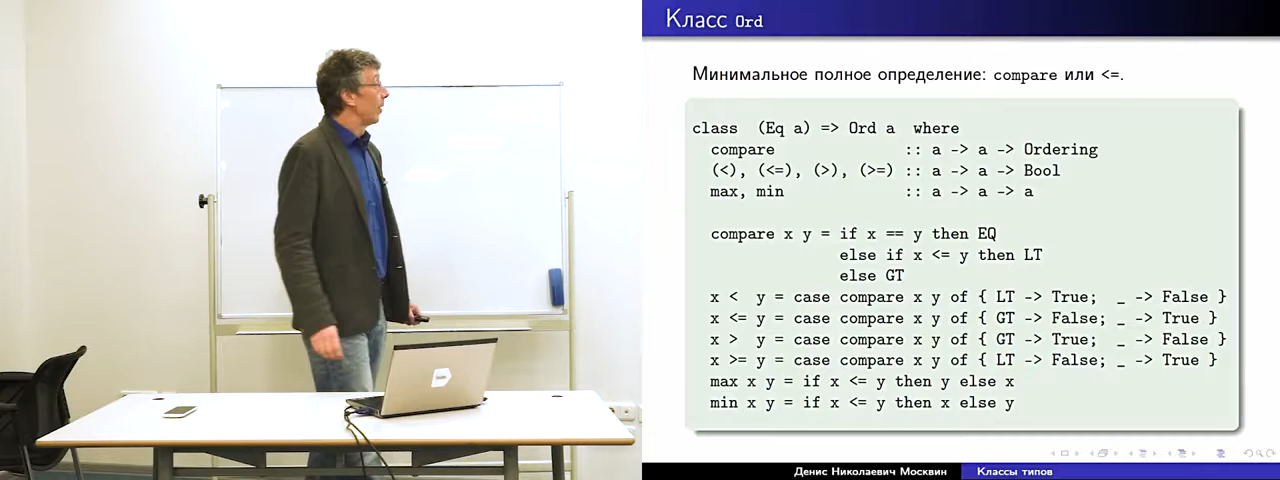 Класс Ord
Минимальное полное определение: compare или <=.
class  (Eq a) => Ord a  where
  compare              :: a -> a -> Ordering
  (<), (<=), (>), (>=) :: a -> a -> Bool
  max, min             :: a -> a -> a
  compare x y = if x == y then EQ
                else if x <= y then LT
                else GT
  x <  y = case compare x y of { LT -> True;  _ -> False }
  x <= y = case compare x y of { GT -> False; _ -> True }
  x >  y = case compare x y of { GT -> True;  _ -> False }
  x >= y = case compare x y of { LT -> False; _ -> True }
  max x y = if x <= y then y else x
  min x y = if x <= y then x else y
Денис Николаевич Москвин
Классы типов